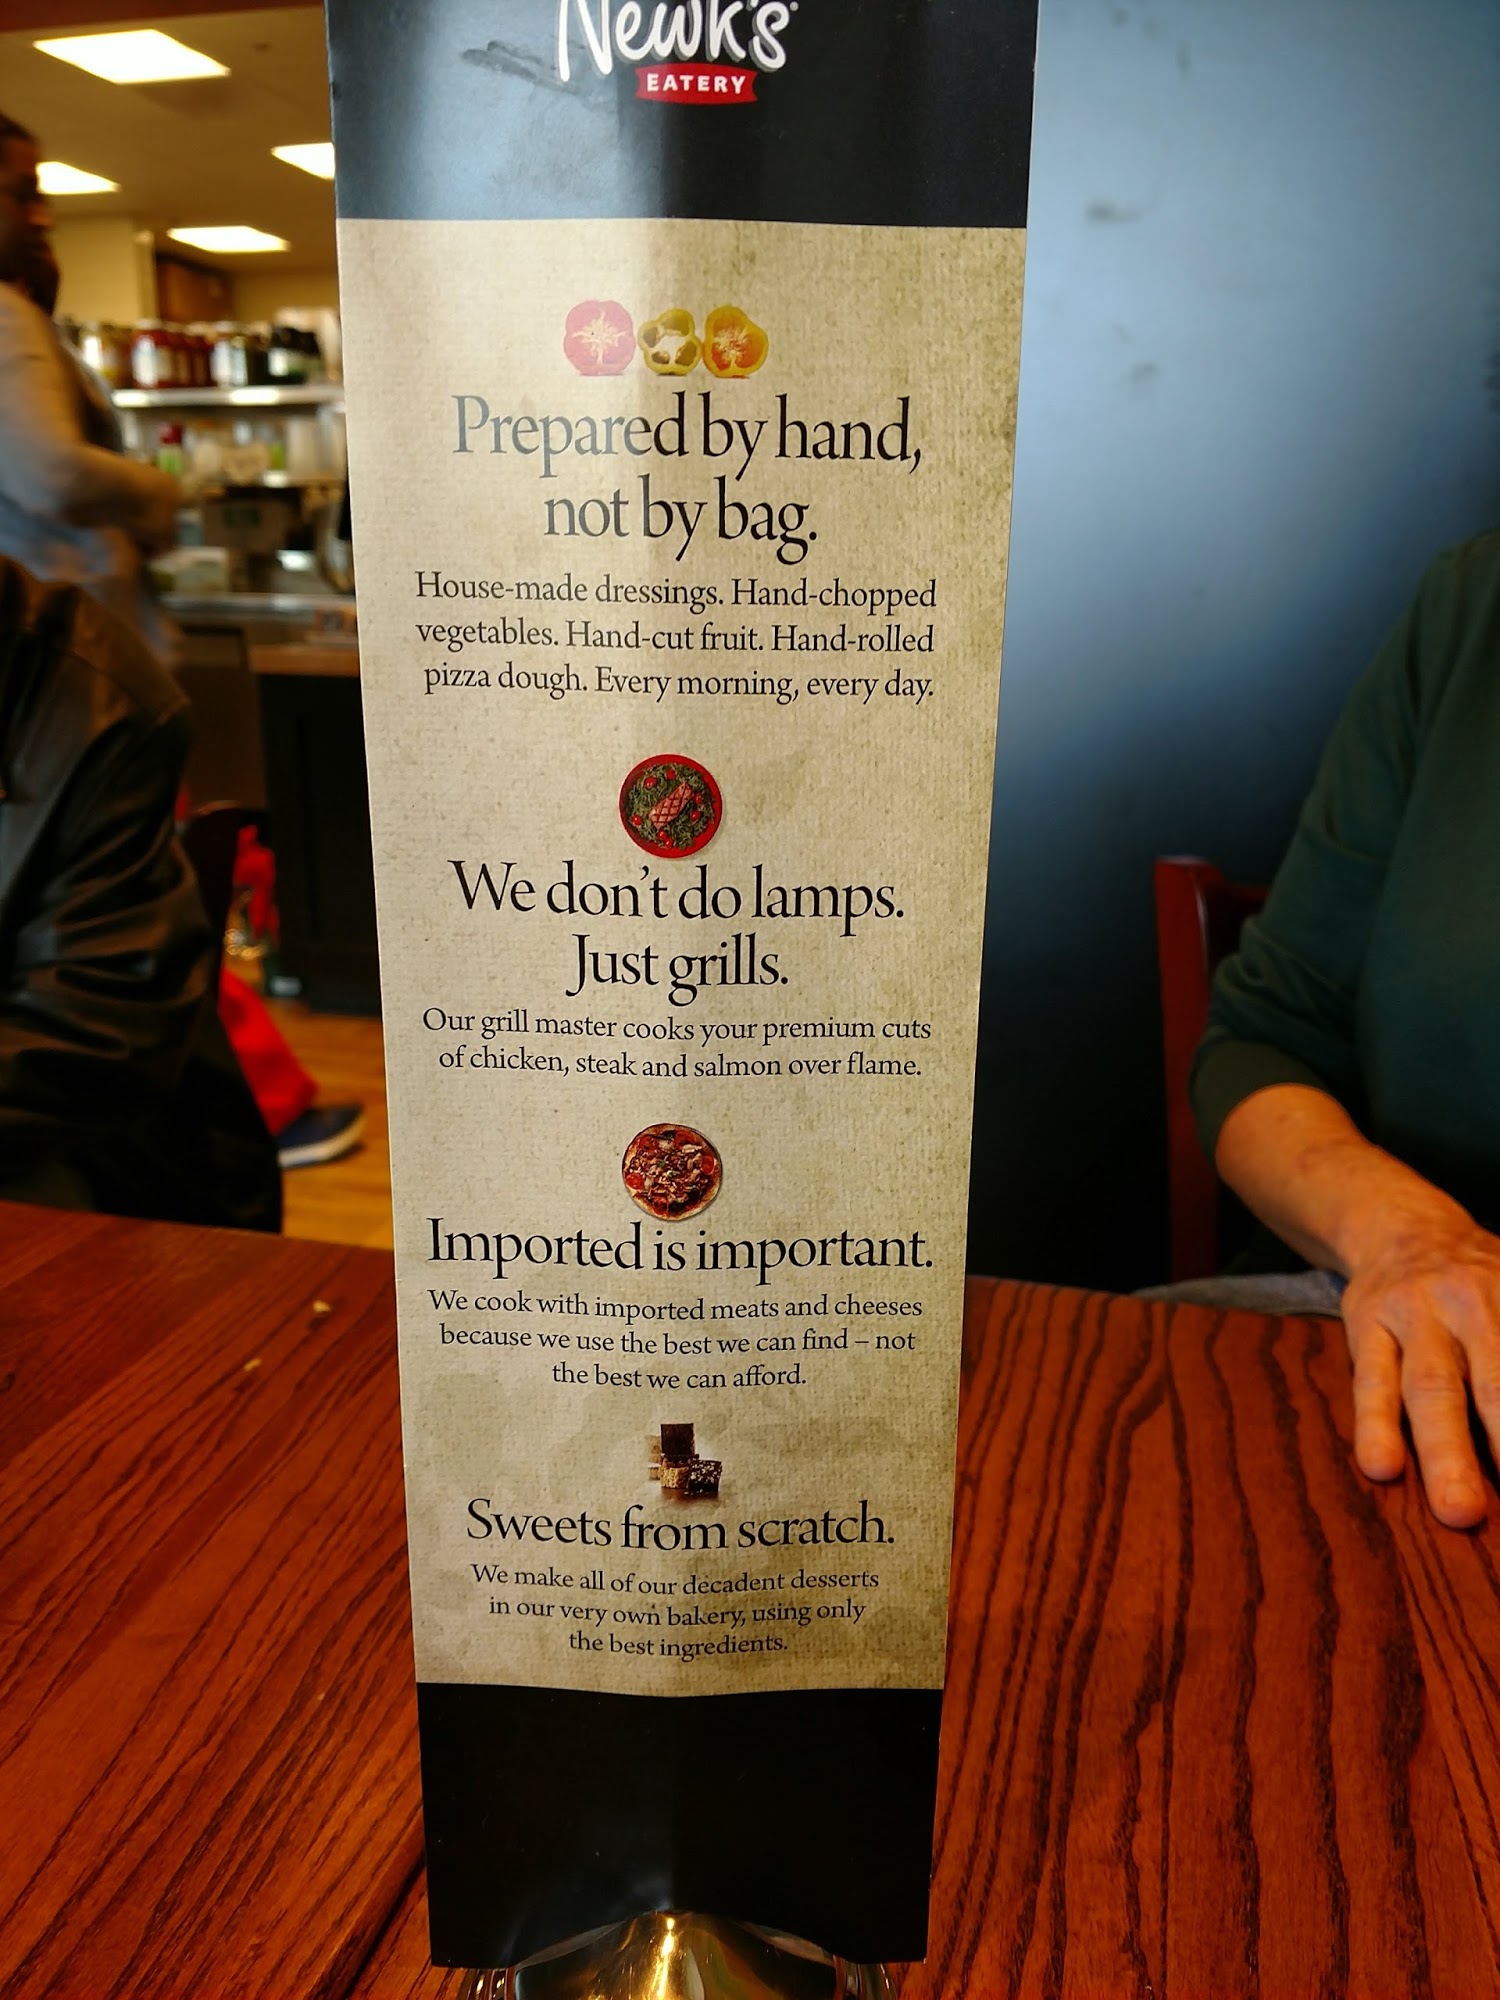 Newk's
EATERY
Prepared by hand,
not by bag.
House-made dressings. Hand-chopped
vegetables. Hand-cut fruit. Hand-rolled
pizza dough. Every morning, every day.
We don't do lamps.
Just grills.
Our grill master cooks your premium cuts
of chicken, steak and salmon over flame.
Imported is important.
We cook with imported meats and cheeses
because we use the best we can find – not
the best we can afford.
Sweets from scratch.
We make all of our decadent desserts
in our very own bakery, using only
the best ingredients.